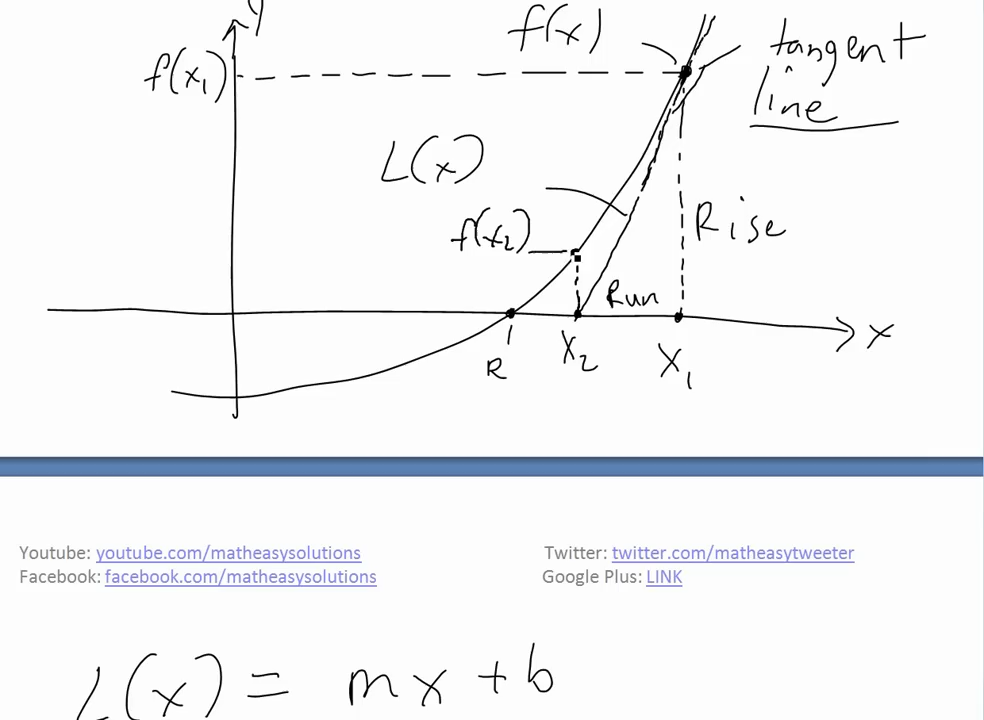 y
f(x)
f(x₁)
tangent
line
L(x)
f(x₂)
Rise
Run
x
R
x₂
x₁
Youtube: youtube.com/matheasysolutions
Twitter: twitter.com/matheasytweeter
Facebook: facebook.com/matheasysolutions
Google Plus: LINK
L(x) = mx + b